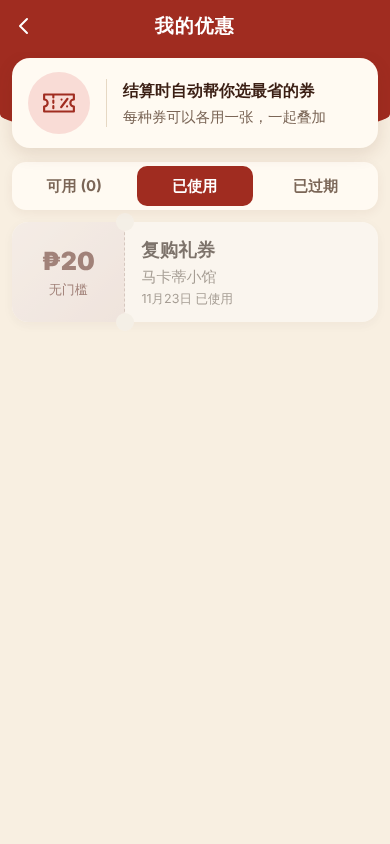 我的优惠
结算时自动帮你选最省的券
每种券可以各用一张，一起叠加
可用 (0)
已使用
已过期
₱20
无门槛
复购礼券
马卡蒂小馆
11月23日 已使用